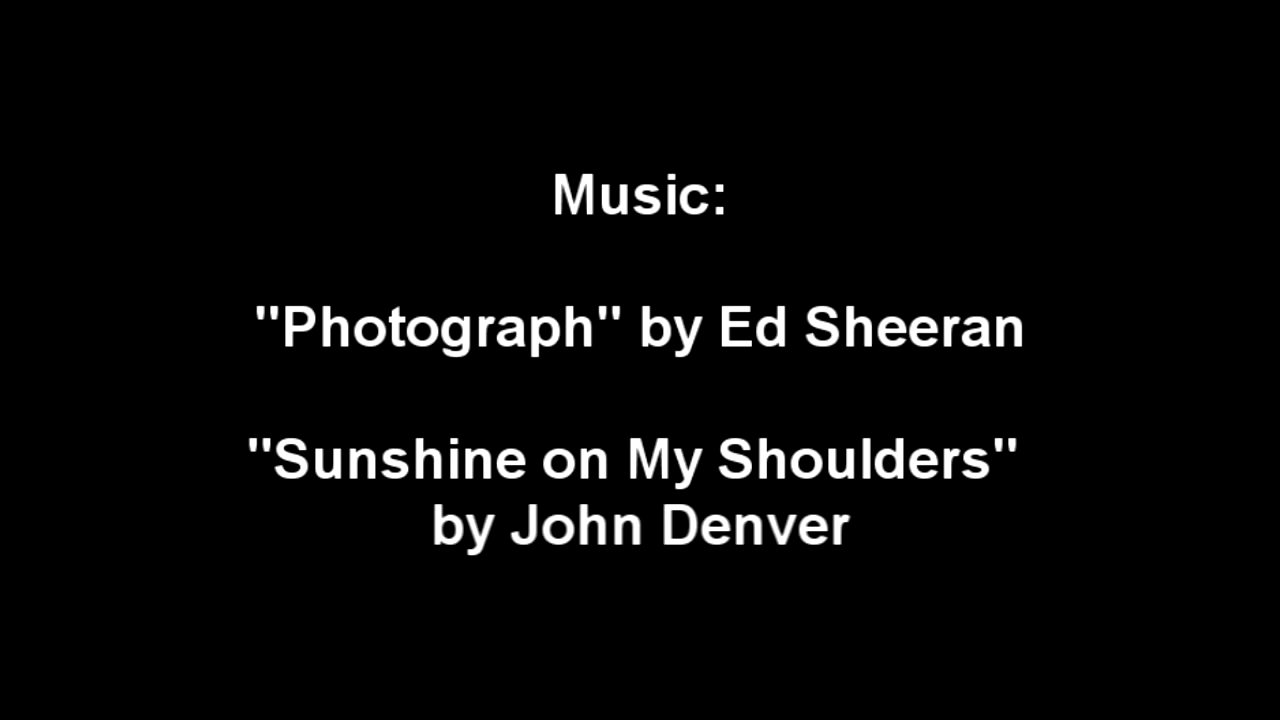 Music:
"Photograph" by Ed Sheeran
"Sunshine on My Shoulders"
by John Denver